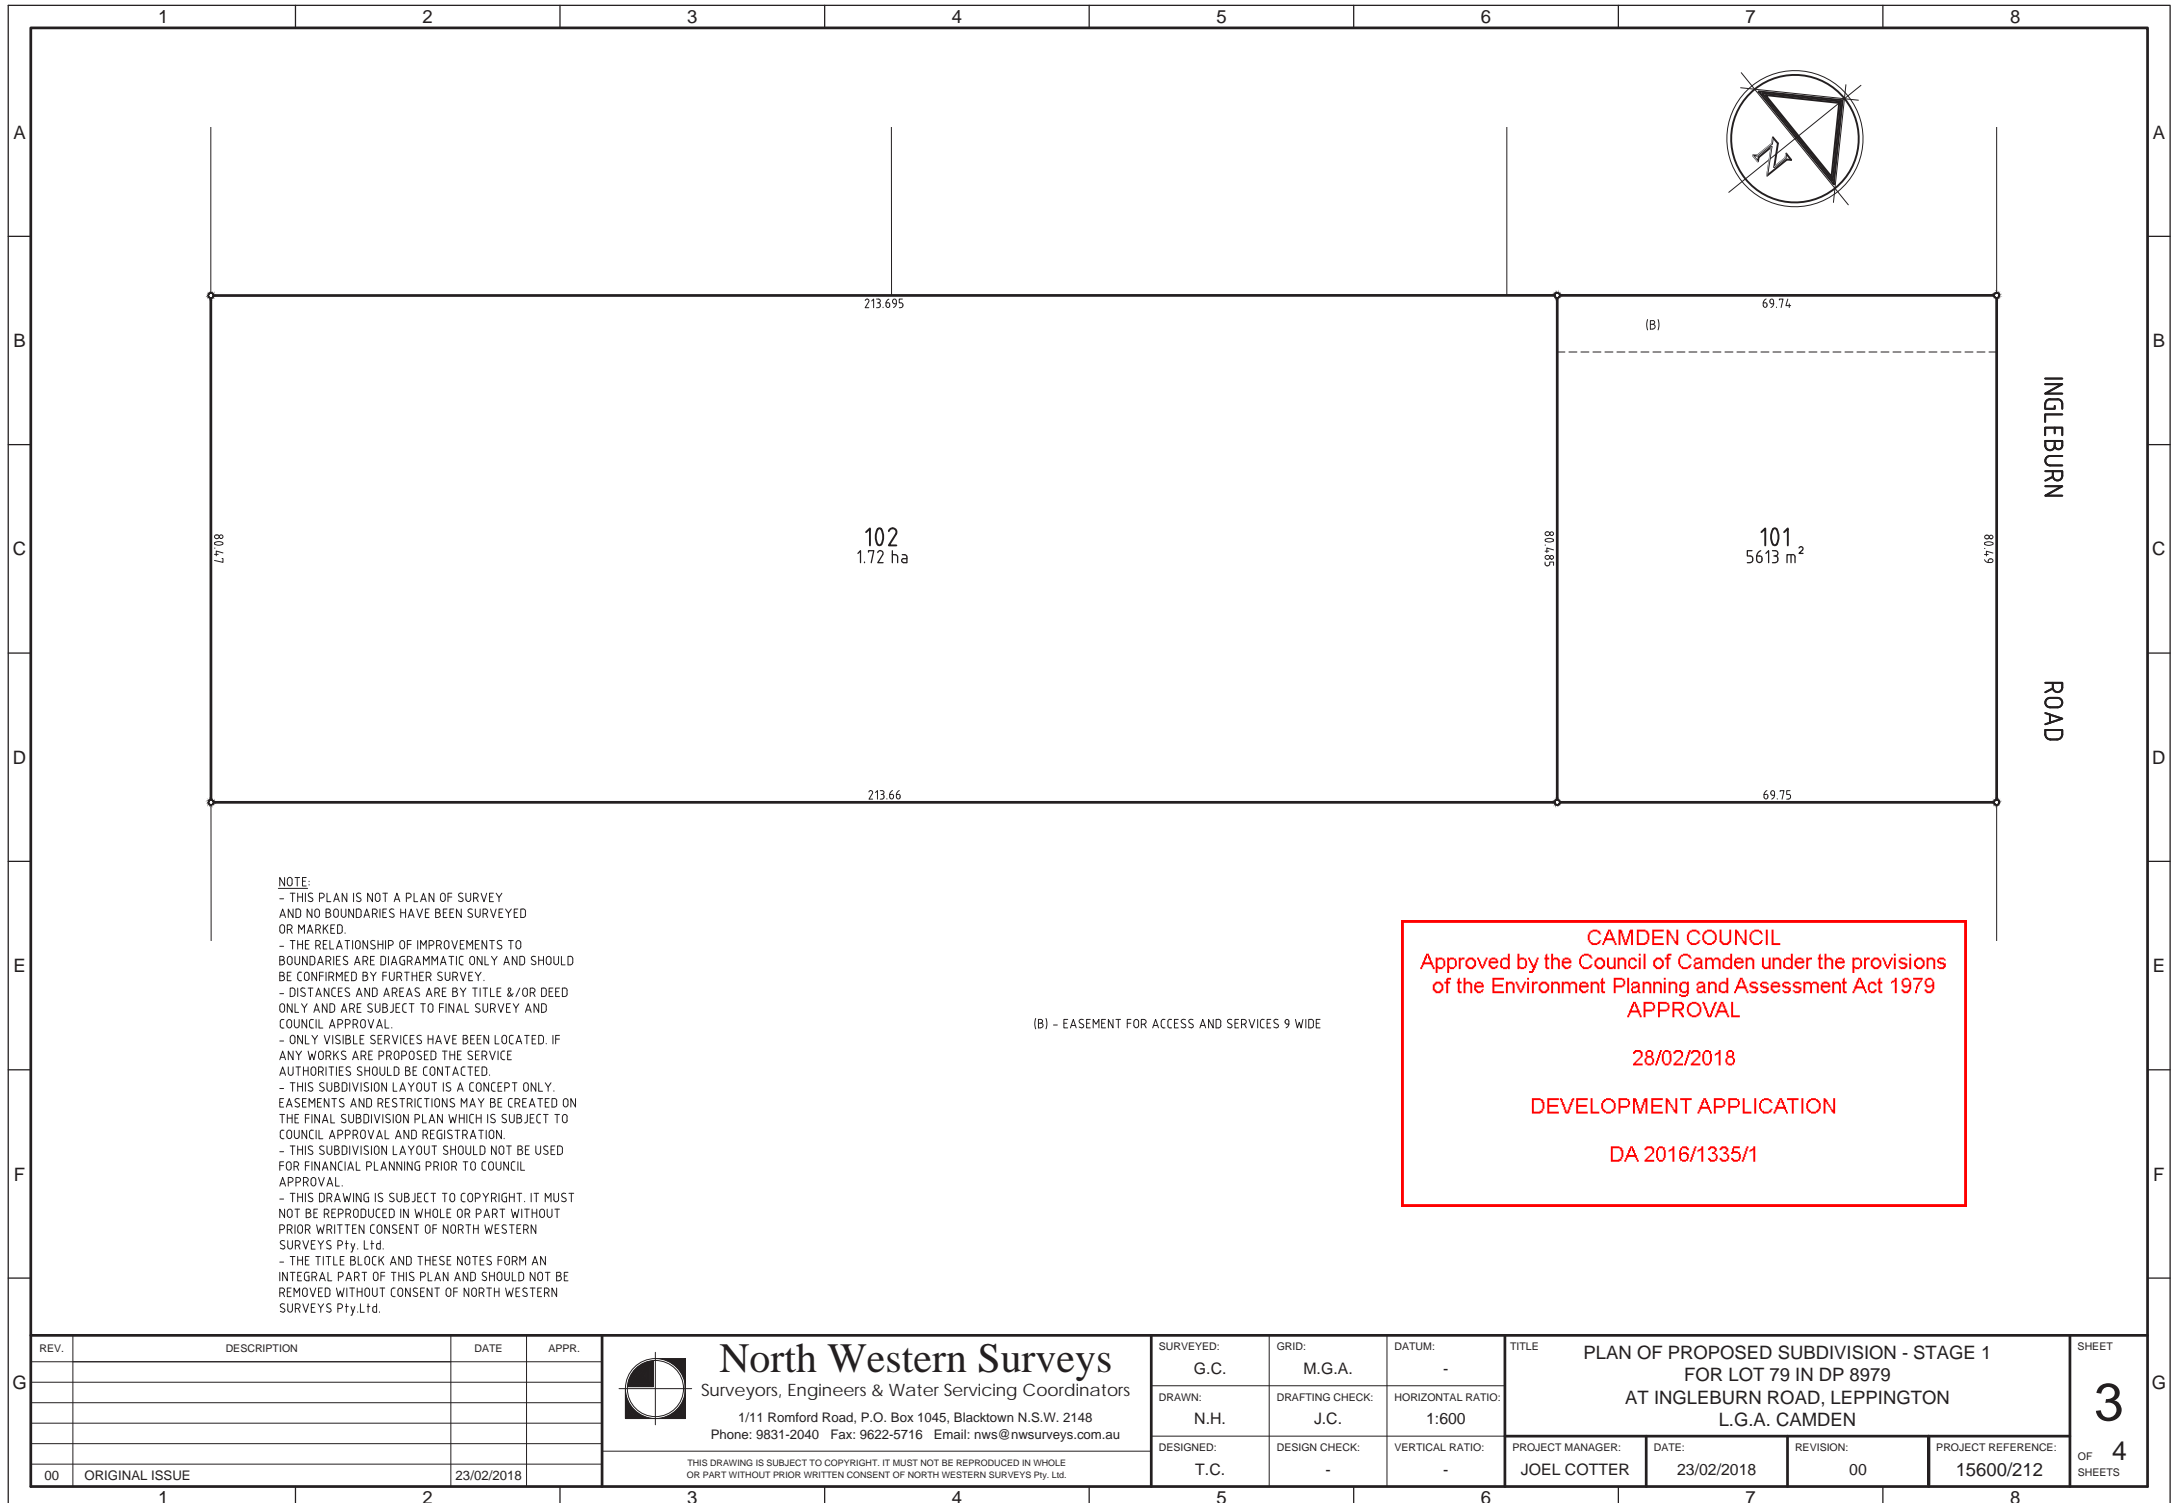 1 2 3 4 5 6 7 8
A A
B B
C C
D D
E E
F F
G G
N
213.695
69.74
(B)
INGLEBURN
ROAD
80.47
102
1.72 ha
80.485
101
5613 m²
80.49
213.66
69.75
NOTE:
- THIS PLAN IS NOT A PLAN OF SURVEY
AND NO BOUNDARIES HAVE BEEN SURVEYED
OR MARKED.
- THE RELATIONSHIP OF IMPROVEMENTS TO
BOUNDARIES ARE DIAGRAMMATIC ONLY AND SHOULD
BE CONFIRMED BY FURTHER SURVEY.
- DISTANCES AND AREAS ARE BY TITLE &/OR DEED
ONLY AND ARE SUBJECT TO FINAL SURVEY AND
COUNCIL APPROVAL.
- ONLY VISIBLE SERVICES HAVE BEEN LOCATED. IF
ANY WORKS ARE PROPOSED THE SERVICE
AUTHORITIES SHOULD BE CONTACTED.
- THIS SUBDIVISION LAYOUT IS A CONCEPT ONLY.
EASEMENTS AND RESTRICTIONS MAY BE CREATED ON
THE FINAL SUBDIVISION PLAN WHICH IS SUBJECT TO
COUNCIL APPROVAL AND REGISTRATION.
- THIS SUBDIVISION LAYOUT SHOULD NOT BE USED
FOR FINANCIAL PLANNING PRIOR TO COUNCIL
APPROVAL.
- THIS DRAWING IS SUBJECT TO COPYRIGHT. IT MUST
NOT BE REPRODUCED IN WHOLE OR PART WITHOUT
PRIOR WRITTEN CONSENT OF NORTH WESTERN
SURVEYS Pty. Ltd.
- THE TITLE BLOCK AND THESE NOTES FORM AN
INTEGRAL PART OF THIS PLAN AND SHOULD NOT BE
REMOVED WITHOUT CONSENT OF NORTH WESTERN
SURVEYS Pty.Ltd.
(B) - EASEMENT FOR ACCESS AND SERVICES 9 WIDE
CAMDEN COUNCIL
Approved by the Council of Camden under the provisions
of the Environment Planning and Assessment Act 1979
APPROVAL
28/02/2018
DEVELOPMENT APPLICATION
DA 2016/1335/1
REV. DESCRIPTION DATE APPR.
00 ORIGINAL ISSUE 23/02/2018
North Western Surveys
Surveyors, Engineers & Water Servicing Coordinators
1/11 Romford Road, P.O. Box 1045, Blacktown N.S.W. 2148
Phone: 9831-2040 Fax: 9622-5716 Email: nws@nwsurveys.com.au
THIS DRAWING IS SUBJECT TO COPYRIGHT. IT MUST NOT BE REPRODUCED IN WHOLE
OR PART WITHOUT PRIOR WRITTEN CONSENT OF NORTH WESTERN SURVEYS Pty. Ltd.
SURVEYED: GRID: DATUM:
G.C. M.G.A. -
DRAWN: DRAFTING CHECK: HORIZONTAL RATIO:
N.H. J.C. 1:600
DESIGNED: DESIGN CHECK: VERTICAL RATIO:
T.C. - -
TITLE
PLAN OF PROPOSED SUBDIVISION - STAGE 1
FOR LOT 79 IN DP 8979
AT INGLEBURN ROAD, LEPPINGTON
L.G.A. CAMDEN
PROJECT MANAGER: DATE: REVISION: PROJECT REFERENCE:
JOEL COTTER 23/02/2018 00 15600/212
SHEET
3
OF 4
SHEETS
1 2 3 4 5 6 7 8